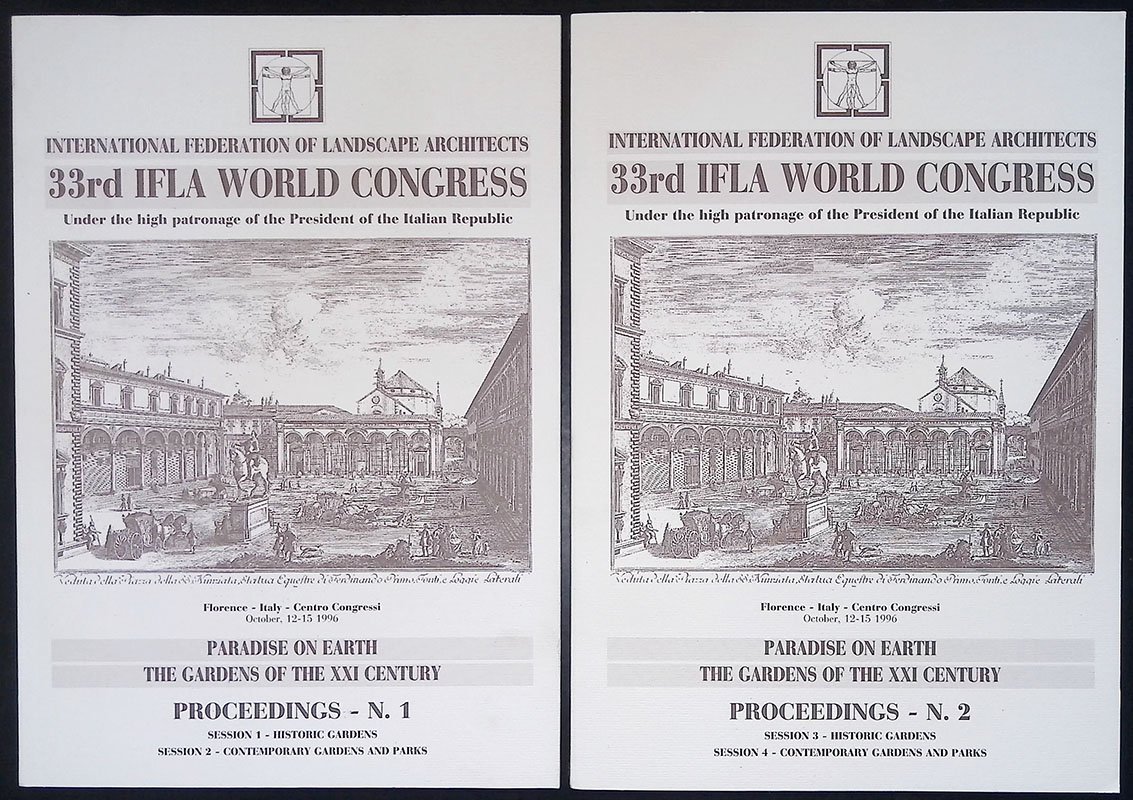 INTERNATIONAL FEDERATION OF LANDSCAPE ARCHITECTS
33rd IFLA WORLD CONGRESS
Under the high patronage of the President of the Italian Republic
Veduta della Piazza della SS Nunziata, Statua Equestre di Ferdinando Primo, Fonti, e Loggie Laterali
Florence - Italy - Centro Congressi
October, 12-15 1996
PARADISE ON EARTH
THE GARDENS OF THE XXI CENTURY
PROCEEDINGS - N. 1
SESSION 1 - HISTORIC GARDENS
SESSION 2 - CONTEMPORARY GARDENS AND PARKS
INTERNATIONAL FEDERATION OF LANDSCAPE ARCHITECTS
33rd IFLA WORLD CONGRESS
Under the high patronage of the President of the Italian Republic
Veduta della Piazza della SS Nunziata, Statua Equestre di Ferdinando Primo, Fonti, e Loggie Laterali
Florence - Italy - Centro Congressi
October, 12-15 1996
PARADISE ON EARTH
THE GARDENS OF THE XXI CENTURY
PROCEEDINGS - N. 2
SESSION 3 - HISTORIC GARDENS
SESSION 4 - CONTEMPORARY GARDENS AND PARKS